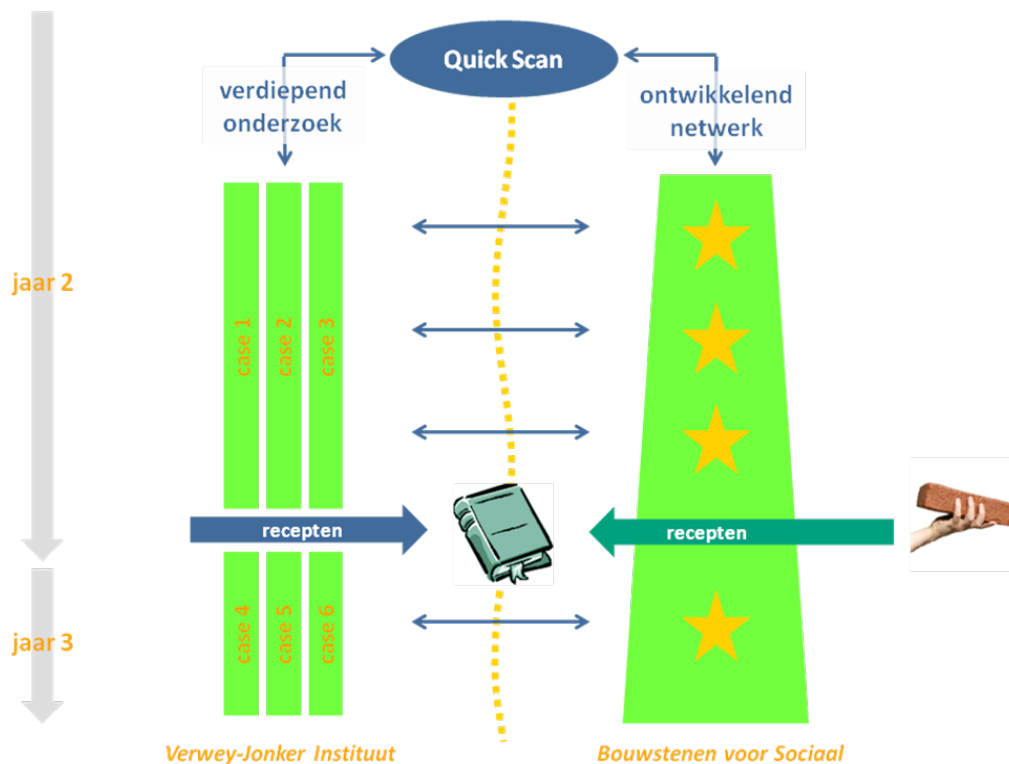 Quick Scan
verdiepend
onderzoek
ontwikkelend
netwerk
jaar 2
case 1
case 2
case 3
recepten
recepten
case 4
case 5
case 6
jaar 3
Verwey-Jonker Instituut
Bouwstenen voor Sociaal